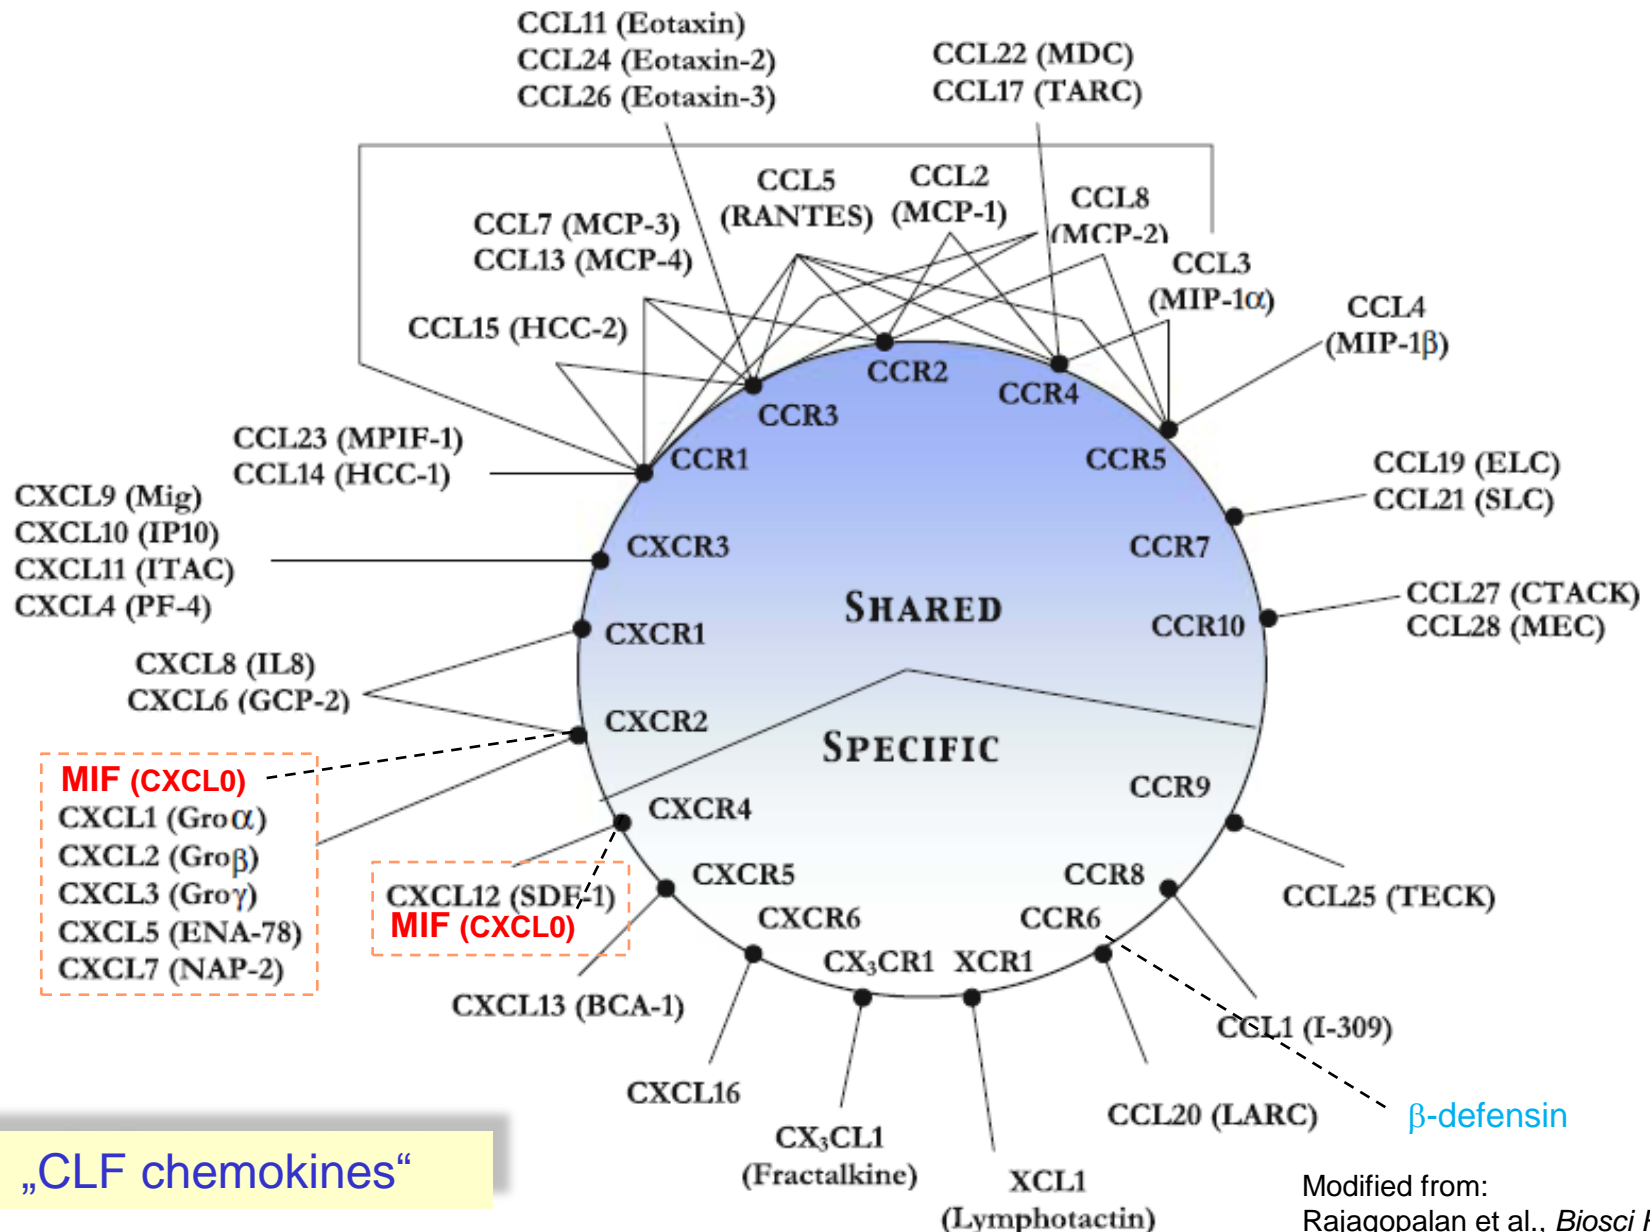 CCL11 (Eotaxin)
CCL24 (Eotaxin-2)
CCL26 (Eotaxin-3)
CCL22 (MDC)
CCL17 (TARC)
CCL5
(RANTES)
CCL2
(MCP-1)
CCL8
(MCP-2)
CCL7 (MCP-3)
CCL13 (MCP-4)
CCL3
(MIP-1α)
CCL15 (HCC-2)
CCL4
(MIP-1β)
CCR2
CCR4
CCR3
CCR1
CCR5
CCL23 (MPIF-1)
CCL14 (HCC-1)
CCL19 (ELC)
CCL21 (SLC)
CXCL9 (Mig)
CXCL10 (IP10)
CXCL11 (ITAC)
CXCL4 (PF-4)
CXCR3
CCR7
SHARED
CCL27 (CTACK)
CCL28 (MEC)
CXCR1
CCR10
CXCL8 (IL8)
CXCL6 (GCP-2)
CXCR2
SPECIFIC
MIF (CXCL0)
CXCL1 (Groα)
CXCL2 (Groβ)
CXCL3 (Groγ)
CXCL5 (ENA-78)
CXCL7 (NAP-2)
CXCR4
CCR9
CXCL12 (SDF-1)
MIF (CXCL0)
CXCR5
CCR8
CXCR6
CCR6
CX₃CR1 XCR1
CCL25 (TECK)
CXCL13 (BCA-1)
CCL1 (I-309)
CXCL16
CCL20 (LARC)
β-defensin
CX₃CL1
(Fractalkine)
XCL1
(Lymphotactin)
„CLF chemokines“
Modified from:
Rajagopalan et al., Biosci